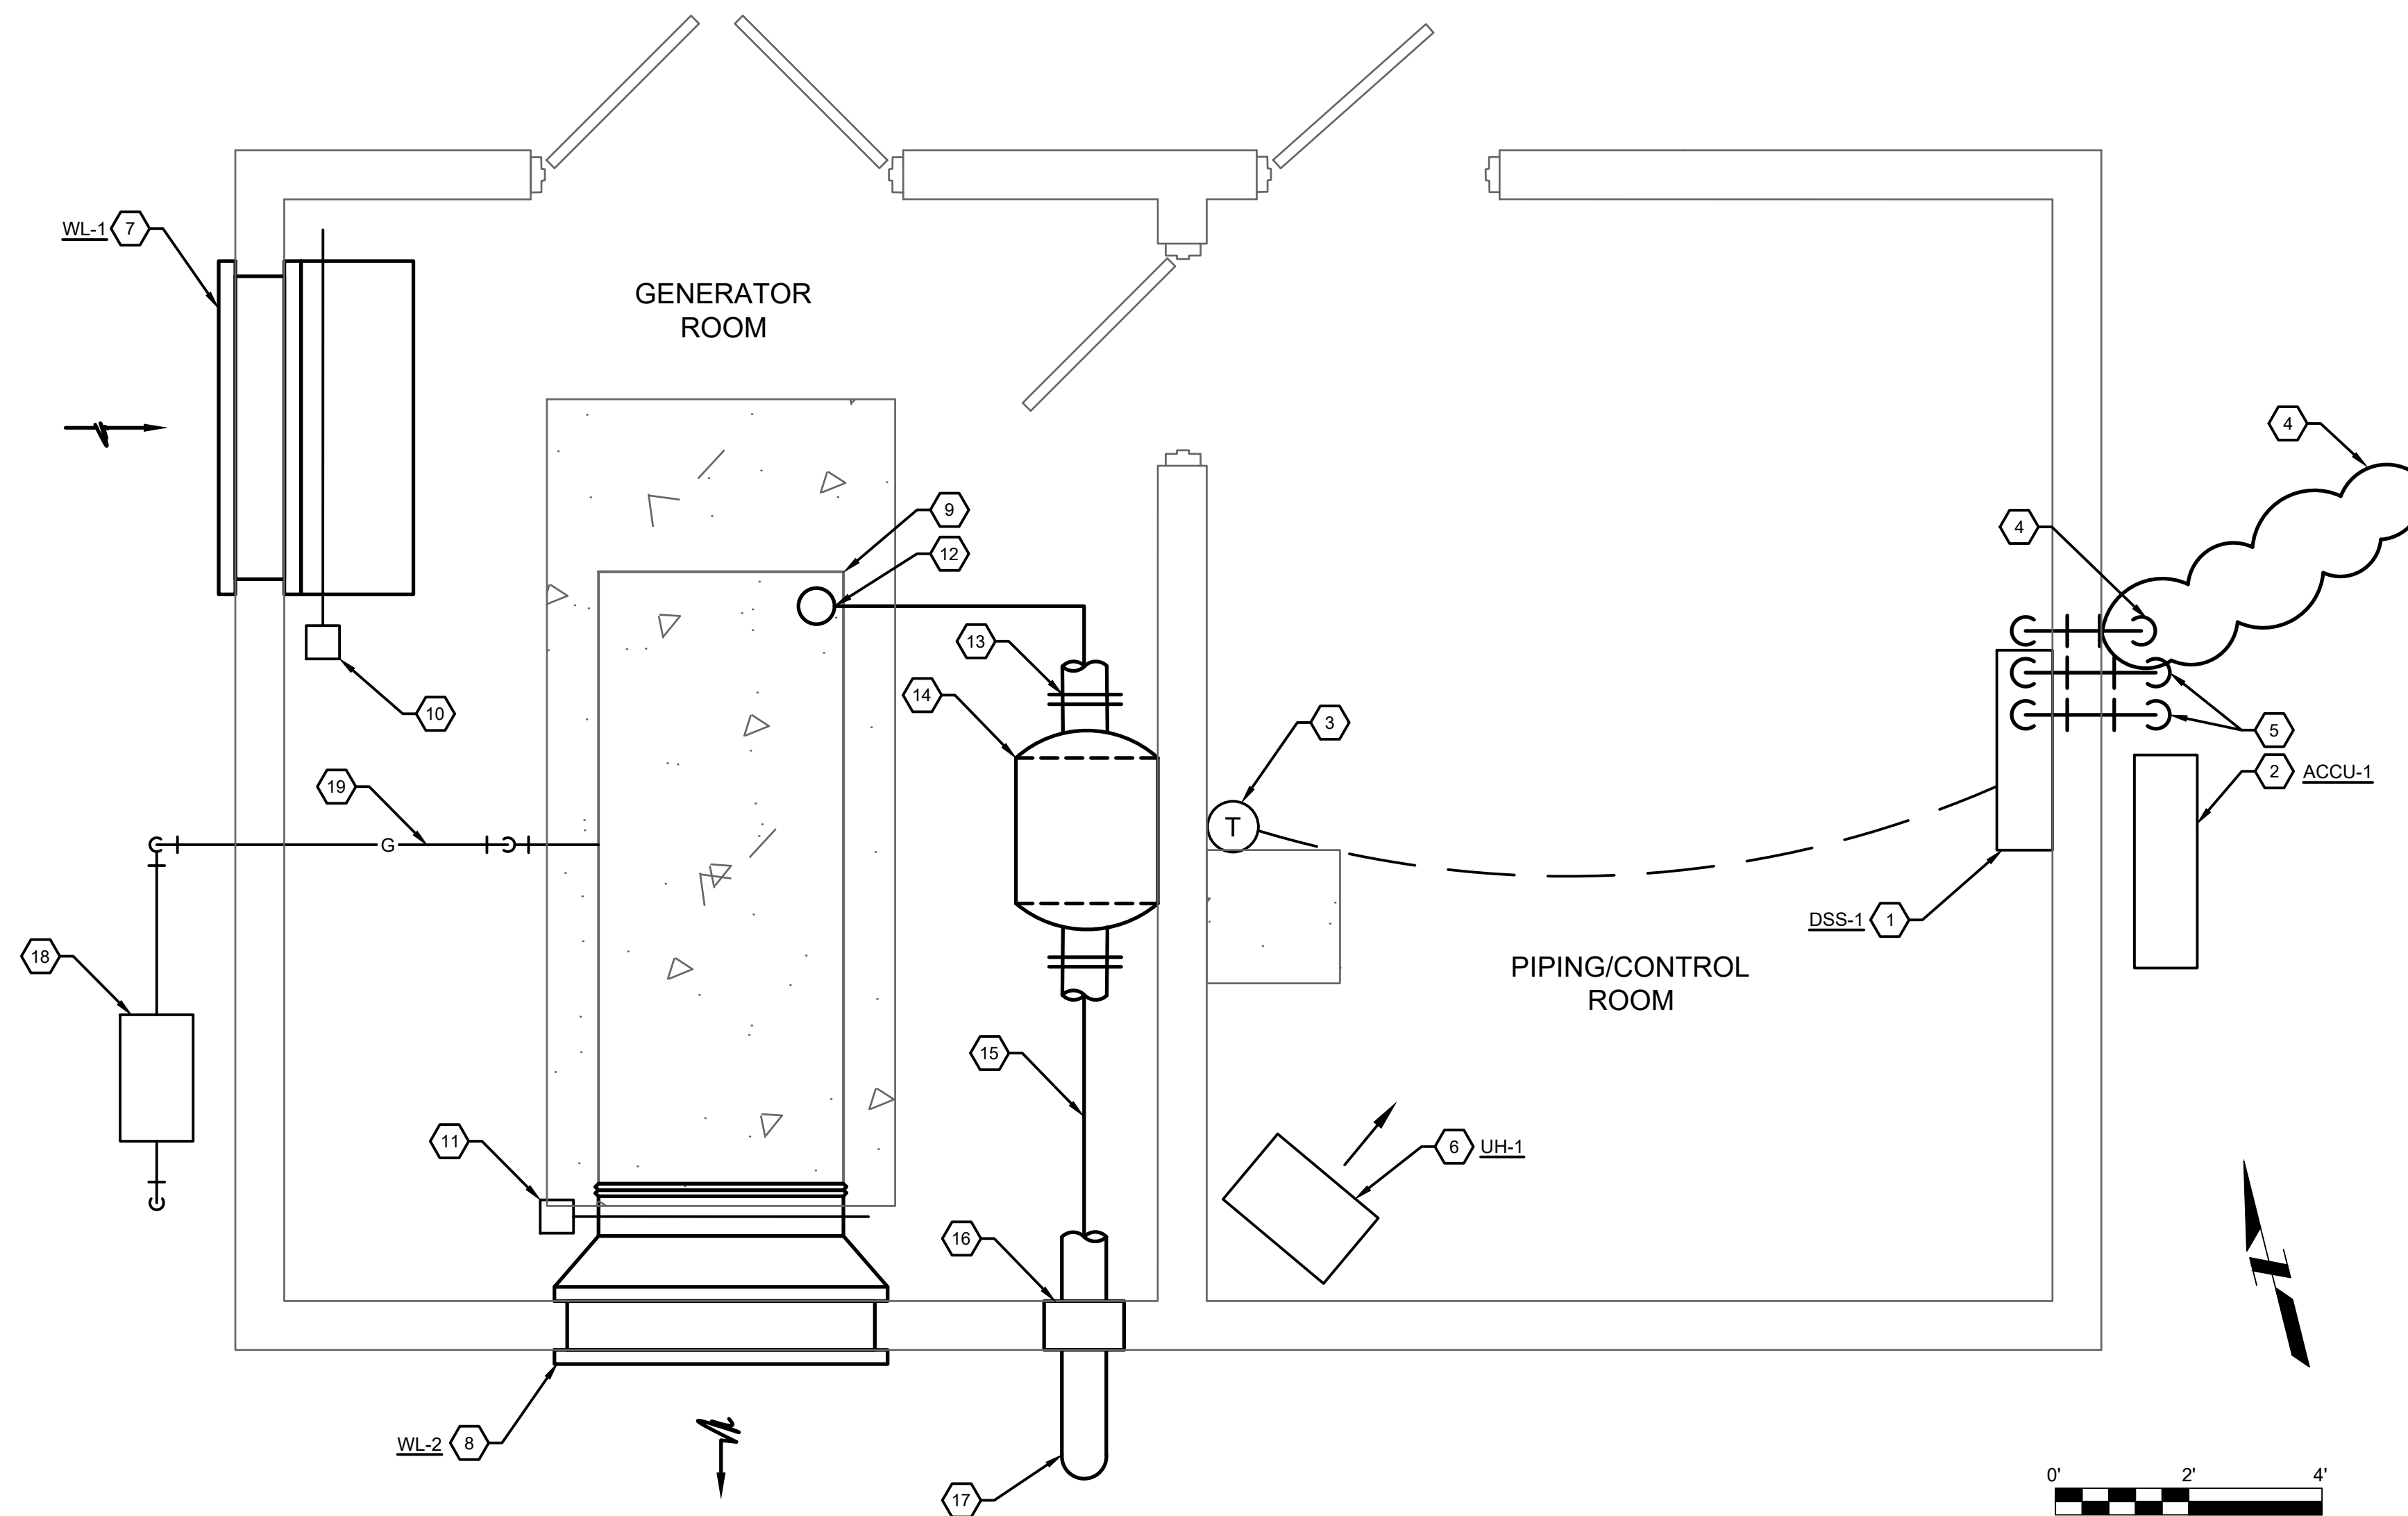 WL-1 7
GENERATOR
ROOM
4
9
4
12
13
14
10
3
5
19
2 ACCU-1
T
G
DSS-1 1
18
PIPING/CONTROL
ROOM
15
11
6 UH-1
16
WL-2 8
17
0' 2' 4'